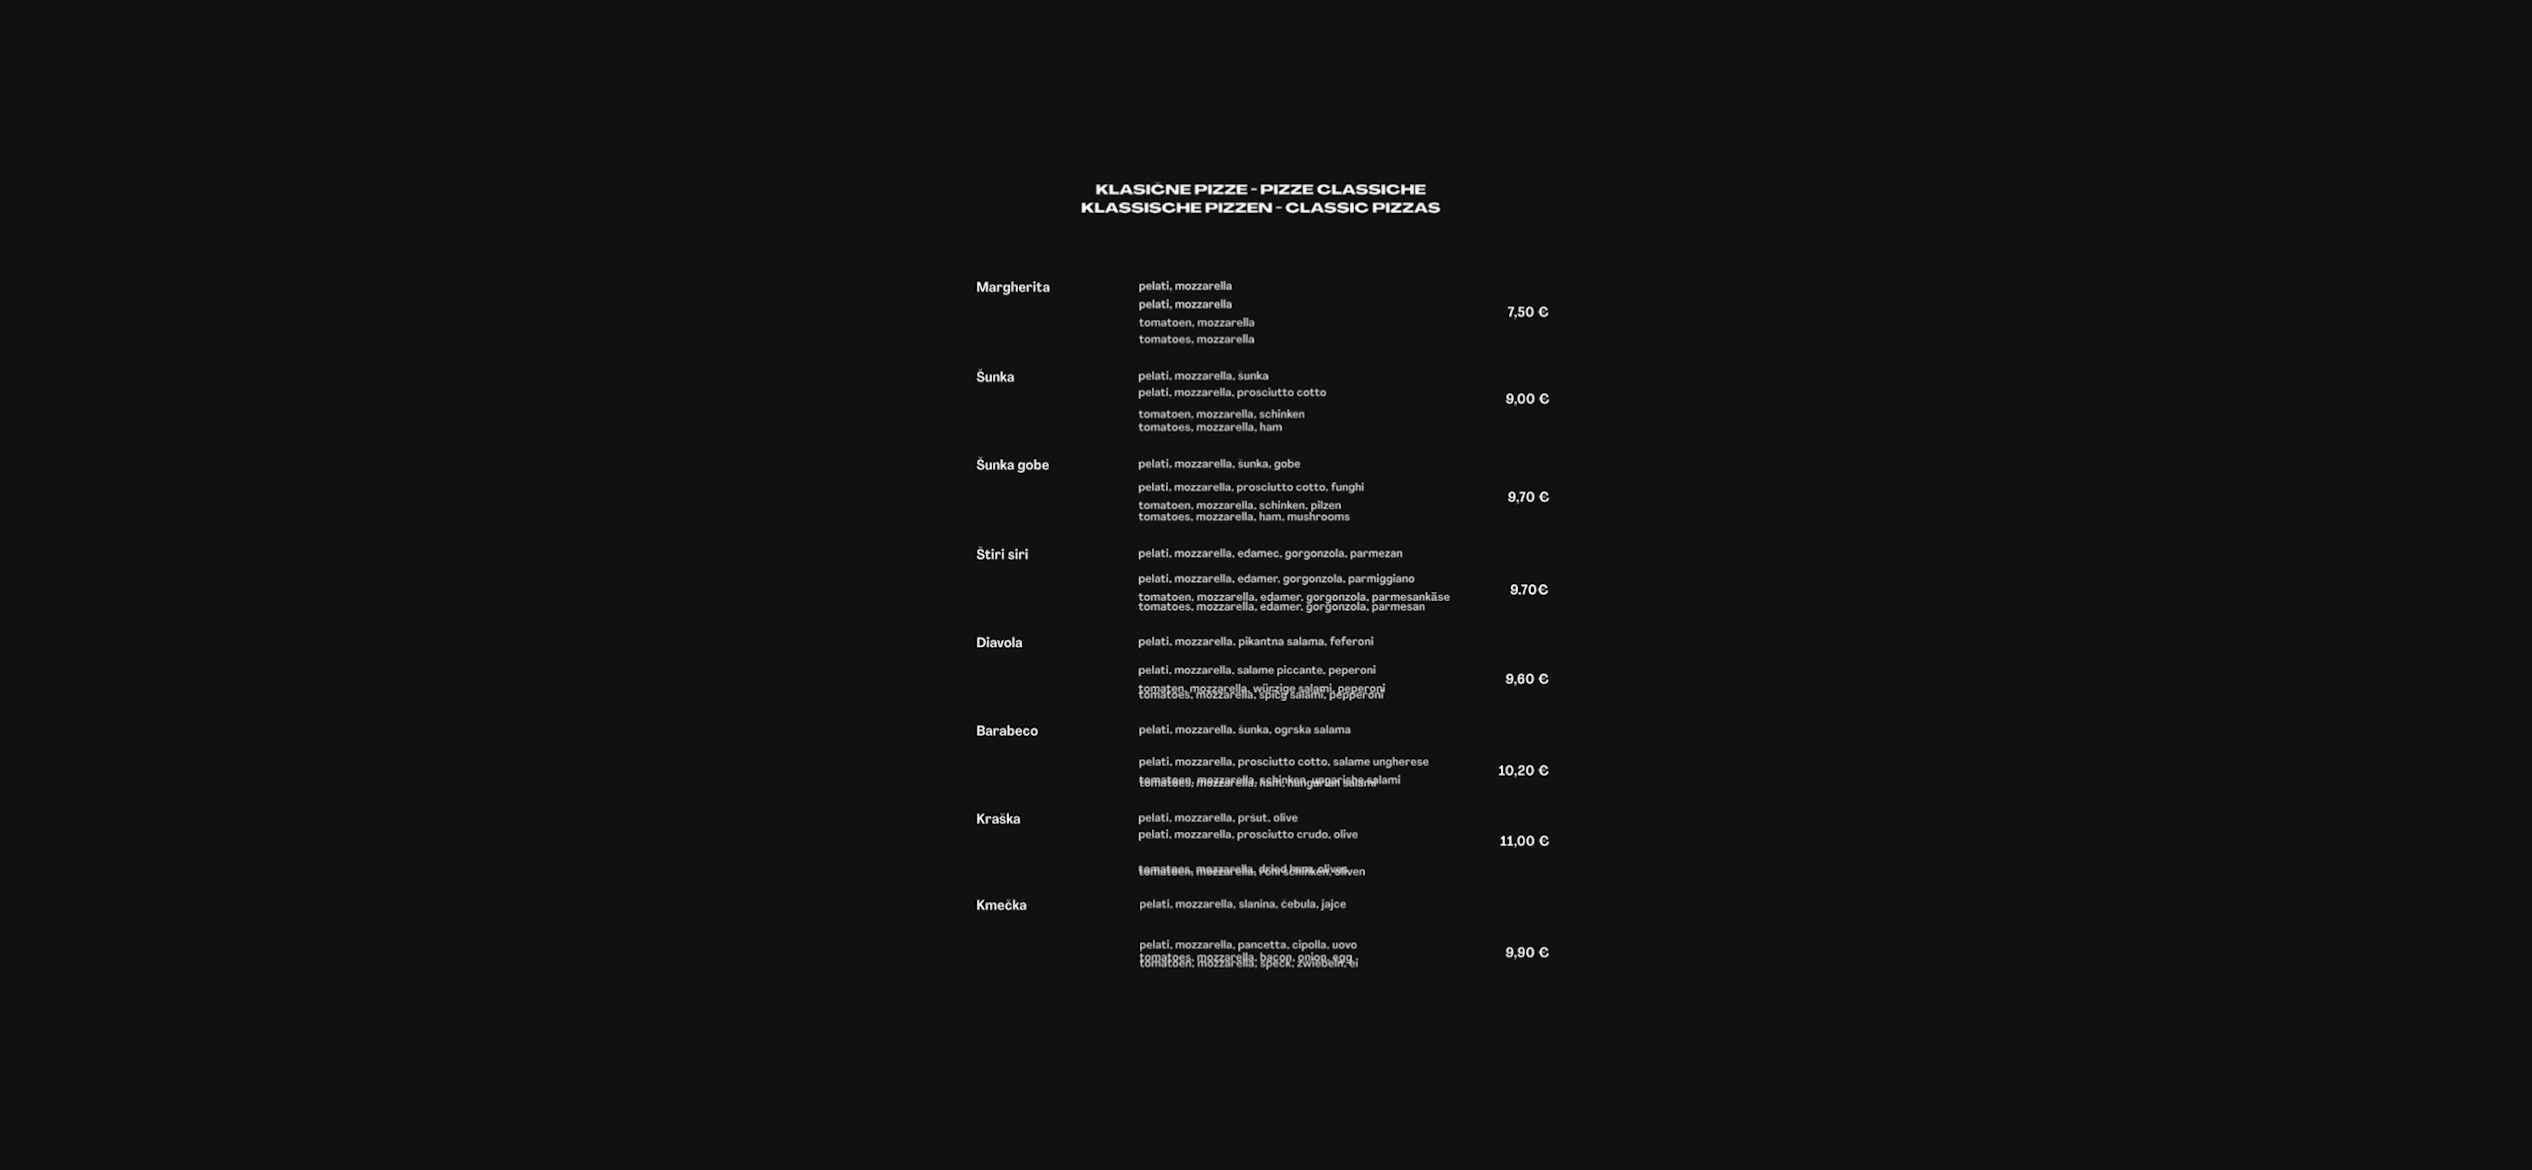 KLASIČNE PIZZE - PIZZE CLASSICHE
KLASSISCHE PIZZEN - CLASSIC PIZZAS
Margherita
pelati, mozzarella
pelati, mozzarella
tomatoen, mozzarella
tomatoes, mozzarella
7,50 €
Šunka
pelati, mozzarella, šunka
pelati, mozzarella, prosciutto cotto
tomatoen, mozzarella, schinken
tomatoes, mozzarella, ham
9,00 €
Šunka gobe
pelati, mozzarella, šunka, gobe
pelati, mozzarella, prosciutto cotto, funghi
tomatoen, mozzarella, schinken, pilzen
tomatoes, mozzarella, ham, mushrooms
9,70 €
Štiri siri
pelati, mozzarella, edamec, gorgonzola, parmezan
pelati, mozzarella, edamer, gorgonzola, parmiggiano
tomatoen, mozzarella, edamer, gorgonzola, parmesankäse
tomatoes, mozzarella, edamer, gorgonzola, parmesan
9.70€
Diavola
pelati, mozzarella, pikantna salama, feferoni
pelati, mozzarella, salame piccante, peperoni
tomaten, mozzarella, würzige salami, peperoni
tomatoes, mozzarella, spicy salami, pepperoni
9,60 €
Barabeco
pelati, mozzarella, šunka, ogrska salama
pelati, mozzarella, prosciutto cotto, salame ungherese
tomatoen, mozzarella, schinken, ungarishe salami
tomatoes, mozzarella, ham, hungarian salami
10,20 €
Kraška
pelati, mozzarella, pršut, olive
pelati, mozzarella, prosciutto crudo, olive
tomatoes, mozzarella, dried ham, olives
tomatoen, mozzarella, rohi schinken, oliven
11,00 €
Kmečka
pelati, mozzarella, slanina, čebula, jajce
pelati, mozzarella, pancetta, cipolla, uovo
tomatoes, mozzarella, bacon, onion, egg
tomatoen, mozzarella, speck, zwiebeln, ei
9,90 €